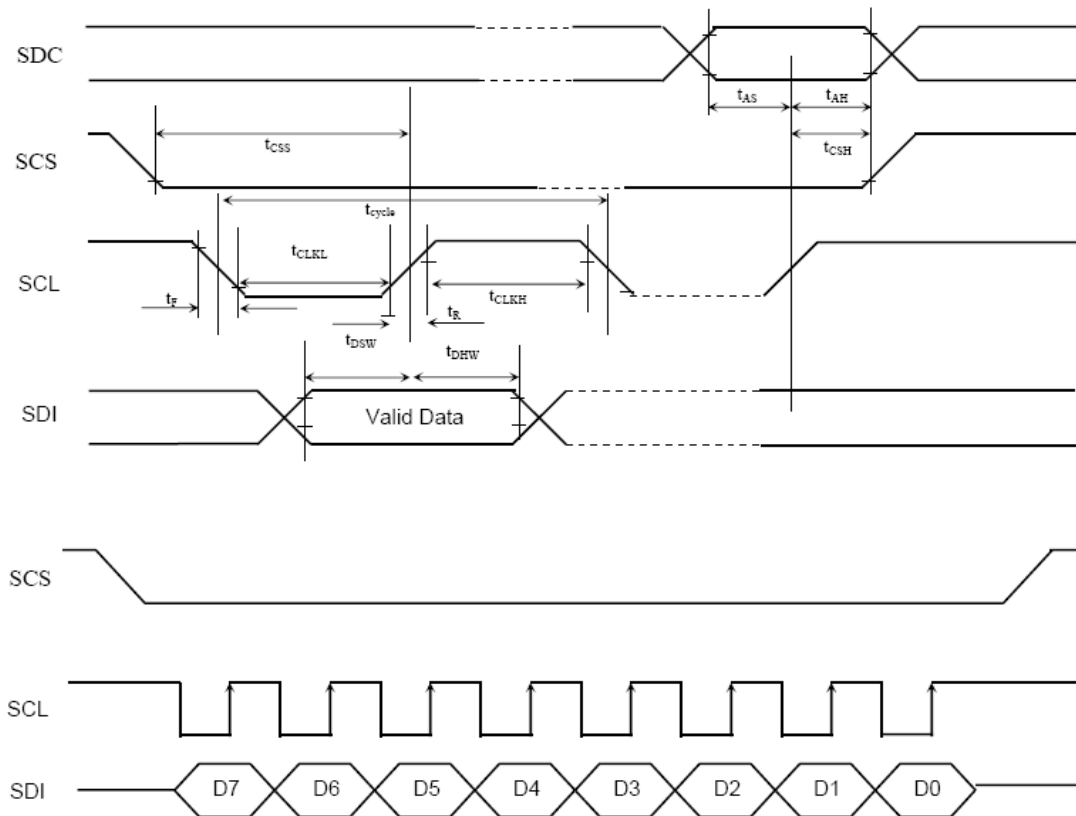 SDC
tAS
tAH
SCS
tCSS
tCSH
tcycle
SCL
tCLKL
tCLKH
tF
tR
tDSW
tDHW
SDI
Valid Data
SCS
SCL
SDI
D7
D6
D5
D4
D3
D2
D1
D0